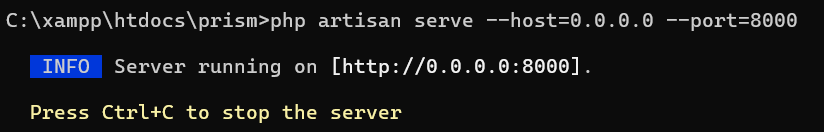 C:\xampp\htdocs\prism>php artisan serve --host=0.0.0.0 --port=8000
INFO Server running on [http://0.0.0.0:8000].
Press Ctrl+C to stop the server